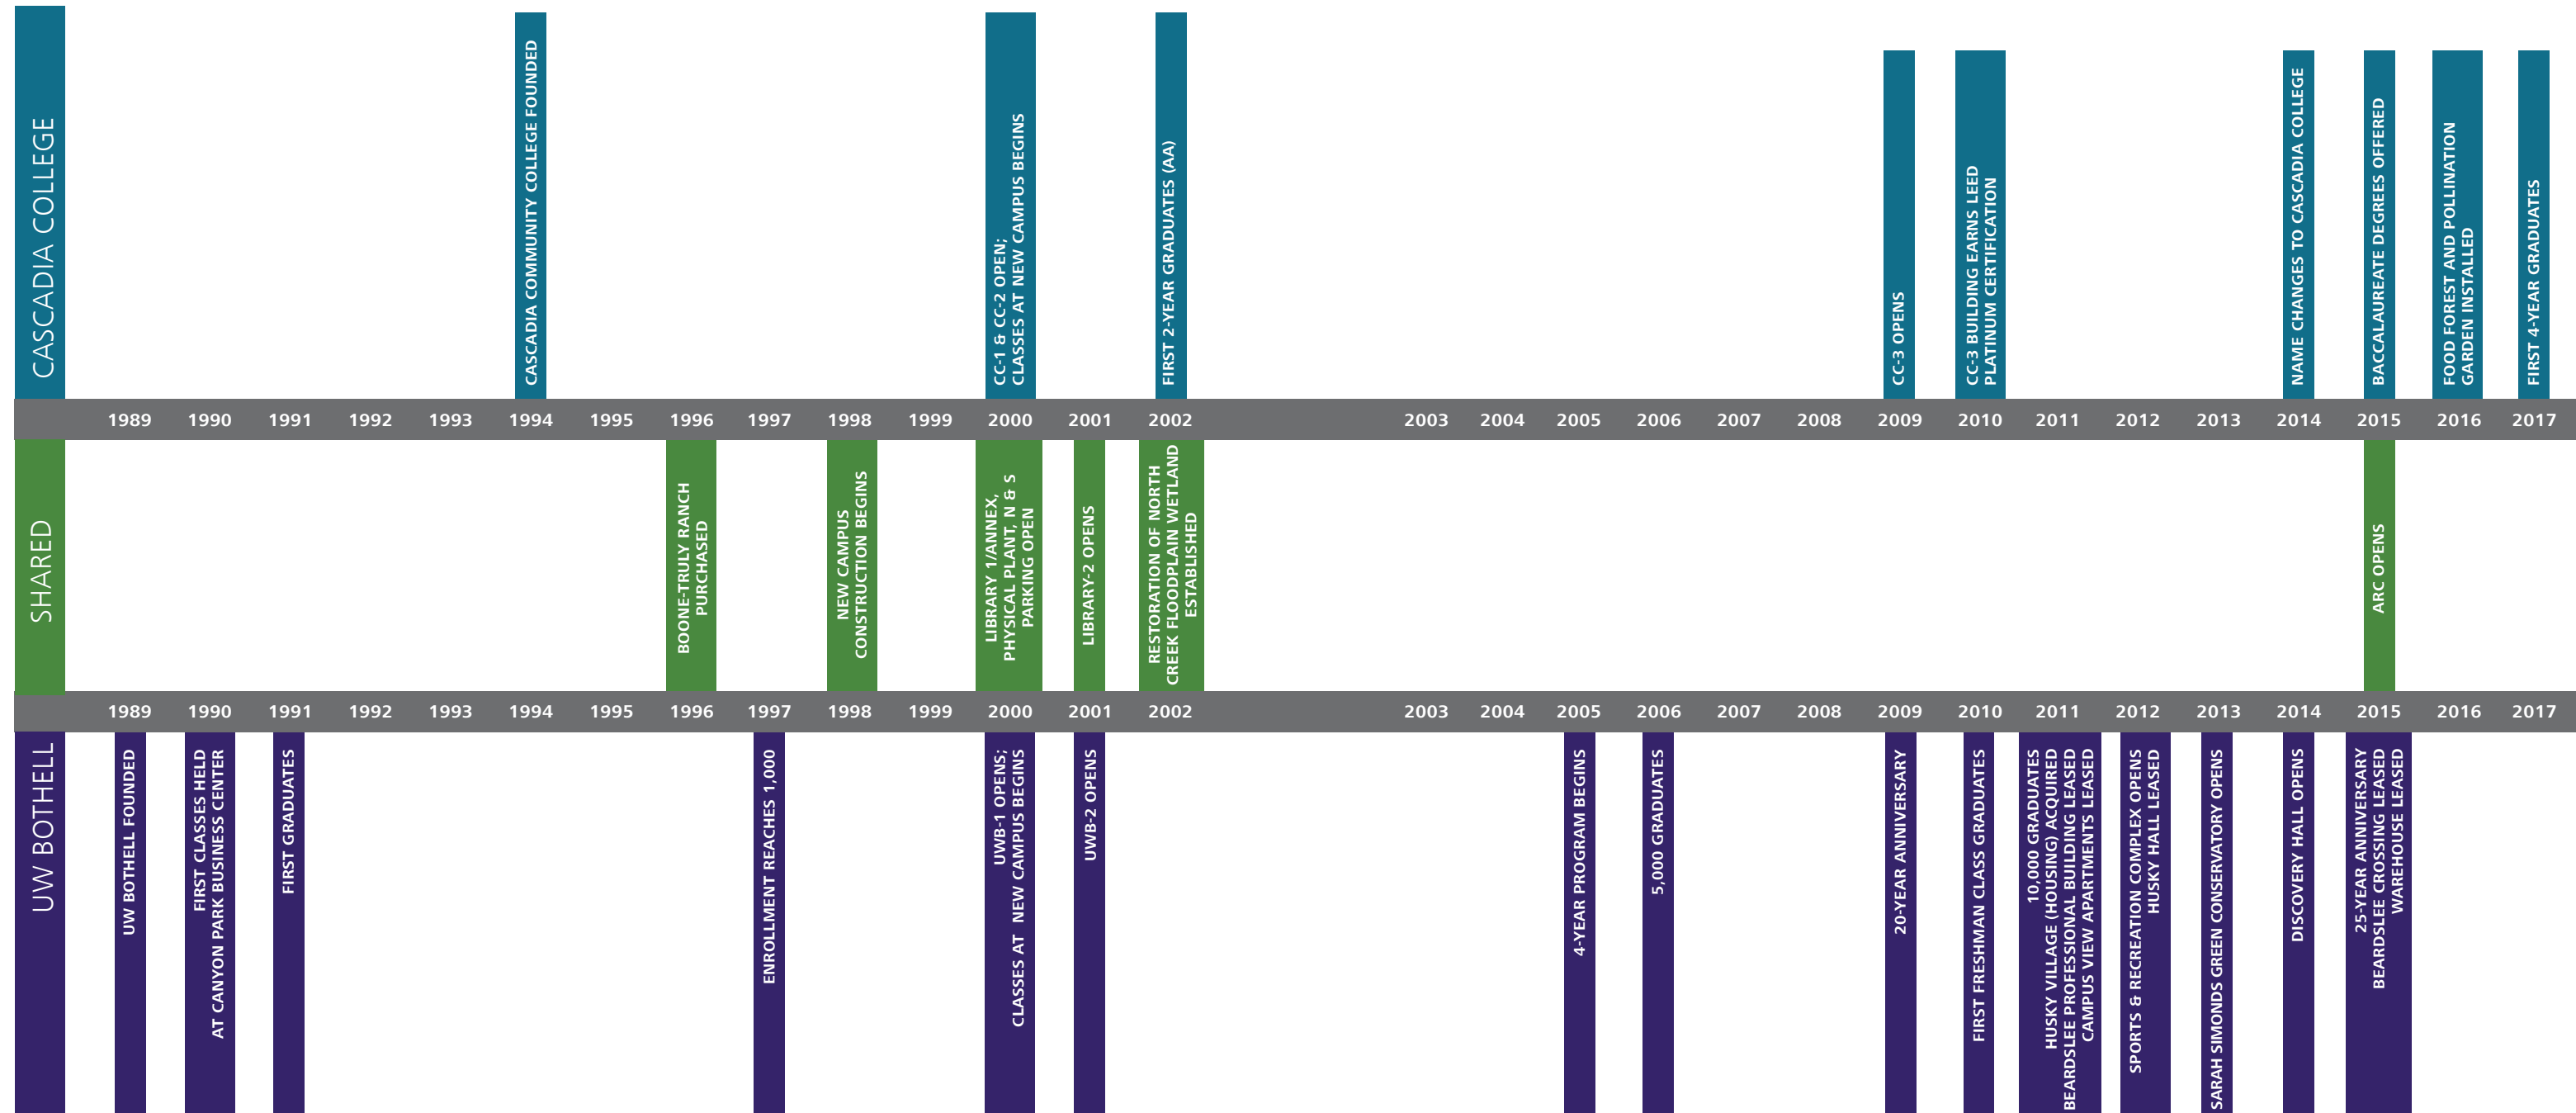 CASCADIA COLLEGE
CASCADIA COMMUNITY COLLEGE FOUNDED
CC-1 & CC-2 OPEN;
CLASSES AT NEW CAMPUS BEGINS
FIRST 2-YEAR GRADUATES (AA)
CC-3 OPENS
CC-3 BUILDING EARNS LEED
PLATINUM CERTIFICATION
NAME CHANGES TO CASCADIA COLLEGE
BACCALAUREATE DEGREES OFFERED
FOOD FOREST AND POLLINATION
GARDEN INSTALLED
FIRST 4-YEAR GRADUATES
1989 1990 1991 1992 1993 1994 1995 1996 1997 1998 1999 2000 2001 2002 2003 2004 2005 2006 2007 2008 2009 2010 2011 2012 2013 2014 2015 2016 2017
SHARED
BOONE-TRULY RANCH
PURCHASED
NEW CAMPUS
CONSTRUCTION BEGINS
LIBRARY 1/ANNEX,
PHYSICAL PLANT, N & S
PARKING OPEN
LIBRARY-2 OPENS
RESTORATION OF NORTH
CREEK FLOODPLAIN WETLAND
ESTABLISHED
ARC OPENS
1989 1990 1991 1992 1993 1994 1995 1996 1997 1998 1999 2000 2001 2002 2003 2004 2005 2006 2007 2008 2009 2010 2011 2012 2013 2014 2015 2016 2017
UW BOTHELL
UW BOTHELL FOUNDED
FIRST CLASSES HELD
AT CANYON PARK BUSINESS CENTER
FIRST GRADUATES
ENROLLMENT REACHES 1,000
UWB-1 OPENS;
CLASSES AT NEW CAMPUS BEGINS
UWB-2 OPENS
4-YEAR PROGRAM BEGINS
5,000 GRADUATES
20-YEAR ANNIVERSARY
FIRST FRESHMAN CLASS GRADUATES
10,000 GRADUATES
HUSKY VILLAGE (HOUSING) ACQUIRED
BEARDSLEE PROFESSIONAL BUILDING LEASED
CAMPUS VIEW APARTMENTS LEASED
SPORTS & RECREATION COMPLEX OPENS
HUSKY HALL LEASED
SARAH SIMONDS GREEN CONSERVATORY OPENS
DISCOVERY HALL OPENS
25-YEAR ANNIVERSARY
BEARDSLEE CROSSING LEASED
WAREHOUSE LEASED